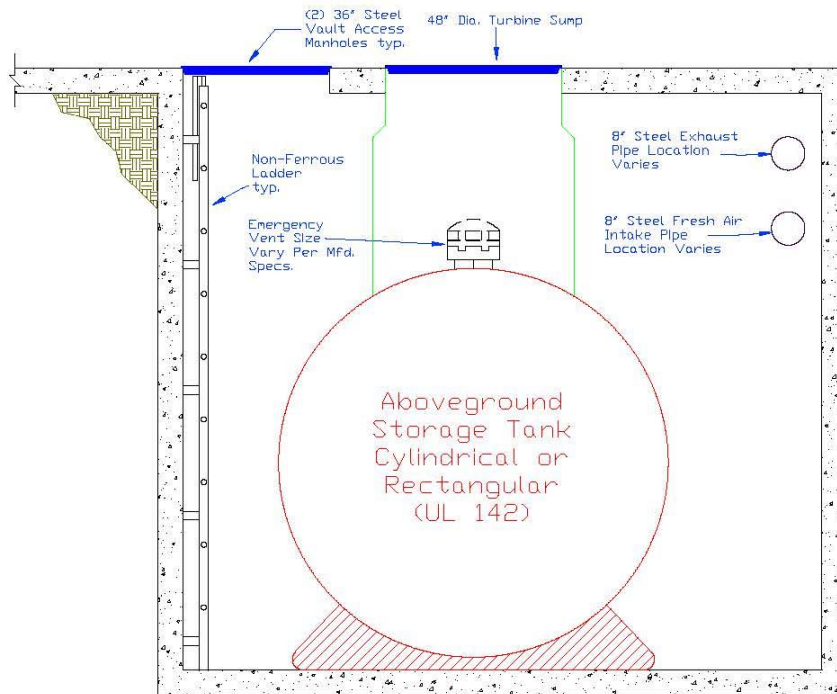 (2) 36" Steel
Vault Access
Manholes typ.
48" Dia. Turbine Sump
8" Steel Exhaust
Pipe Location
Varies
Non-Ferrous
Ladder
typ.
Emergency
Vent Size
Vary Per Mfd.
Specs.
8" Steel Fresh Air
Intake Pipe
Location Varies
Aboveground
Storage Tank
Cylindrical or
Rectangular
(UL 142)